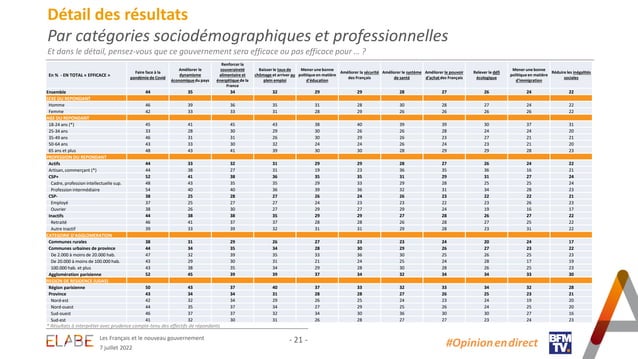 Détail des résultats
Par catégories sociodémographiques et professionnelles
Et dans le détail, pensez-vous que ce gouvernement sera efficace ou pas efficace pour ... ?
En % - EN TOTAL « EFFICACE »
Faire face à la pandémie de Covid
Améliorer le dynamisme économique du pays
Renforcer la souveraineté alimentaire et énergétique de la France
Baisser le taux de chômage et arriver au plein emploi
Mener une bonne politique en matière d'éducation
Améliorer la sécurité des Français
Améliorer le système de santé
Améliorer le pouvoir d'achat des Français
Relever le défi écologique
Mener une bonne politique en matière d'immigration
Réduire les inégalités sociales
Ensemble 44 35 34 32 29 29 28 27 26 24 22
SEXE DU REPONDANT
Homme 46 39 36 35 31 28 30 28 27 24 22
Femme 42 33 33 31 28 29 26 26 26 26 22
AGE DU REPONDANT
18-24 ans (*) 45 41 45 43 38 40 39 39 30 37 31
25-34 ans 33 28 30 29 30 26 26 28 24 24 20
35-49 ans 46 31 31 26 30 29 26 23 27 21 21
50-64 ans 43 33 30 32 24 24 26 24 23 21 20
65 ans et plus 48 43 41 39 30 30 28 29 29 28 23
PROFESSION DU REPONDANT
Actifs 44 33 32 31 29 29 28 27 26 24 22
Artisan, commerçant (*) 44 38 27 31 19 23 36 35 38 16 21
CSP+ 52 41 38 36 35 35 31 29 31 27 24
Cadre, profession intellectuelle sup. 48 43 35 35 29 33 29 28 25 25 24
Profession intermédiaire 54 40 40 36 39 36 32 31 34 28 23
CSP- 38 25 28 27 26 24 26 23 22 22 21
Employé 37 25 27 27 24 23 23 22 23 26 23
Ouvrier 38 26 30 27 29 27 29 24 19 16 17
Inactifs 44 38 38 35 29 29 27 28 26 27 22
Retraité 46 41 37 37 28 28 26 28 27 25 22
Autre inactif 39 33 39 32 31 31 29 28 23 31 22
CATEGORIE D'AGGLOMERATION
Communes rurales 38 31 29 26 27 23 23 24 20 24 17
Communes urbaines de province 44 34 35 34 28 30 29 26 27 23 22
De 2.000 à moins de 20.000 hab. 47 32 39 35 33 36 30 25 26 23 25
De 20.000 à moins de 100.000 hab. 43 29 30 31 21 24 25 24 28 17 19
100.000 hab. et plus 43 38 35 34 29 28 30 28 26 25 23
Agglomération parisienne 52 45 39 39 37 34 32 34 34 30
REGION DE RESIDENCE (UDA5)
Région parisienne 50 43 37 40 37 33 32 33 34 32 28
Province 43 34 34 31 28 28 27 26 25 23 21
Nord-est 42 32 34 29 26 25 24 23 24 19 20
Nord-ouest 44 35 37 34 27 29 25 26 24 25 20
Sud-ouest 46 37 32 32 34 30 36 30 30 27 16
Sud-est 41 32 30 31 26 28 27 27 23 24 23
* Résultats à interpréter avec prudence compte-tenu des effectifs de répondants
ELABE
Les Français et le nouveau gouvernement
7 juillet 2022
- 21 -
#Opinion en direct
BFM TV.